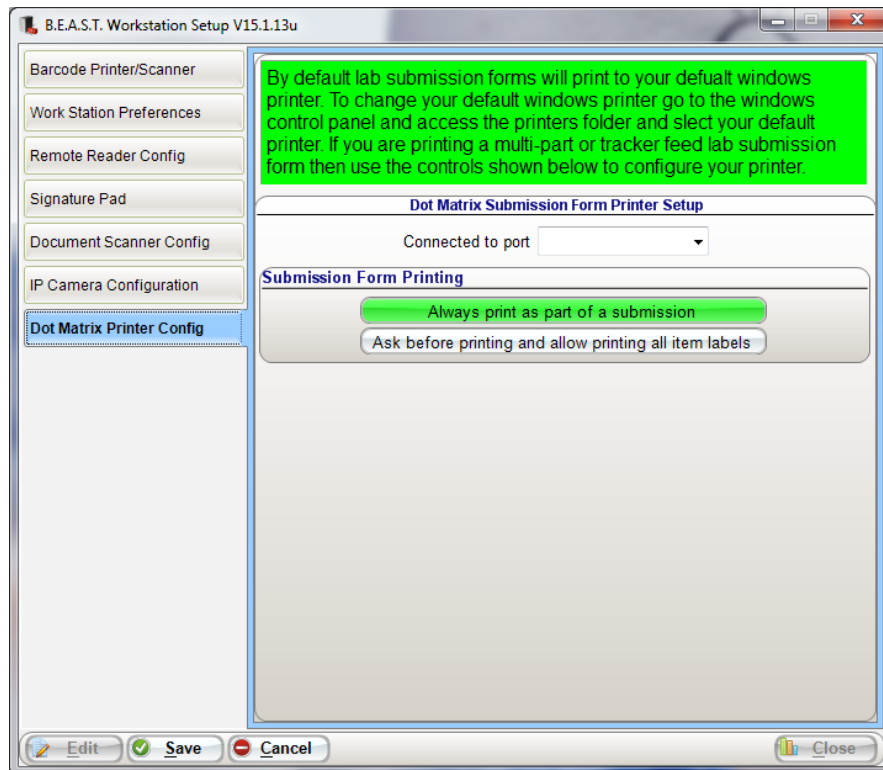 B.E.A.S.T. Workstation Setup V15.1.13u
Barcode Printer/Scanner
Work Station Preferences
Remote Reader Config
Signature Pad
Document Scanner Config
IP Camera Configuration
Dot Matrix Printer Config
By default lab submission forms will print to your defualt windows
printer. To change your default windows printer go to the windows
control panel and access the printers folder and slect your default
printer. If you are printing a multi-part or tracker feed lab submission
form then use the controls shown below to configure your printer.
Dot Matrix Submission Form Printer Setup
Connected to port
Submission Form Printing
Always print as part of a submission
Ask before printing and allow printing all item labels
Edit Save Cancel Close